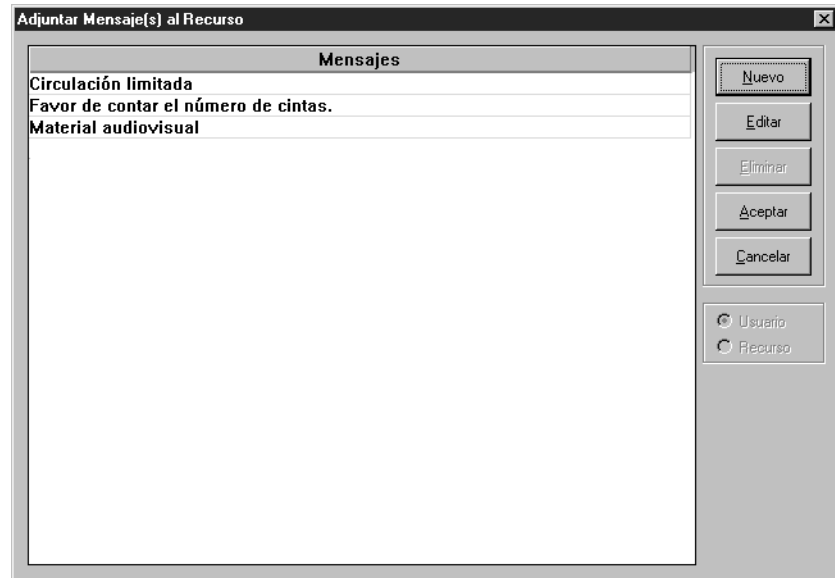 Adjuntar Mensaje(s) al Recurso
Mensajes
Circulación limitada
Favor de contar el número de cintas.
Material audiovisual
Nuevo
Editar
Eliminar
Aceptar
Cancelar
Usuario
Recurso